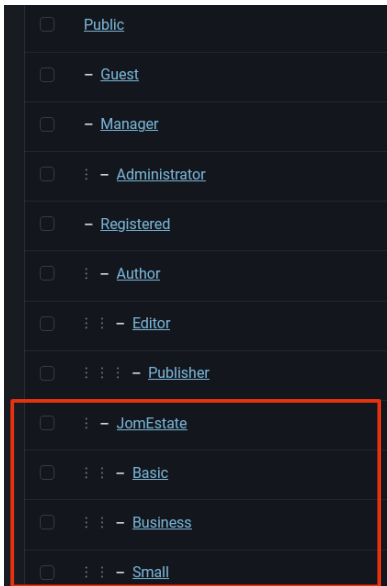 Public
– Guest
– Manager
⋮ – Administrator
– Registered
⋮ – Author
⋮ ⋮ – Editor
⋮ ⋮ ⋮ – Publisher
⋮ – JomEstate
⋮ ⋮ – Basic
⋮ ⋮ – Business
⋮ ⋮ – Small